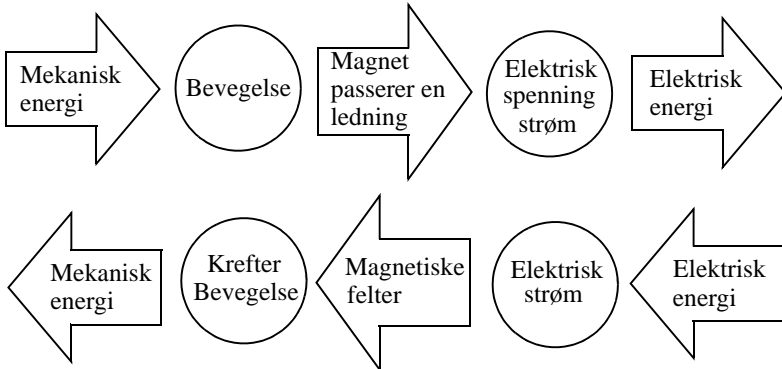 Mekanisk
energi
Bevegelse
Magnet
passerer en
ledning
Elektrisk
spenning
strøm
Elektrisk
energi
Mekanisk
energi
Krefter
Bevegelse
Magnetiske
felter
Elektrisk
strøm
Elektrisk
energi